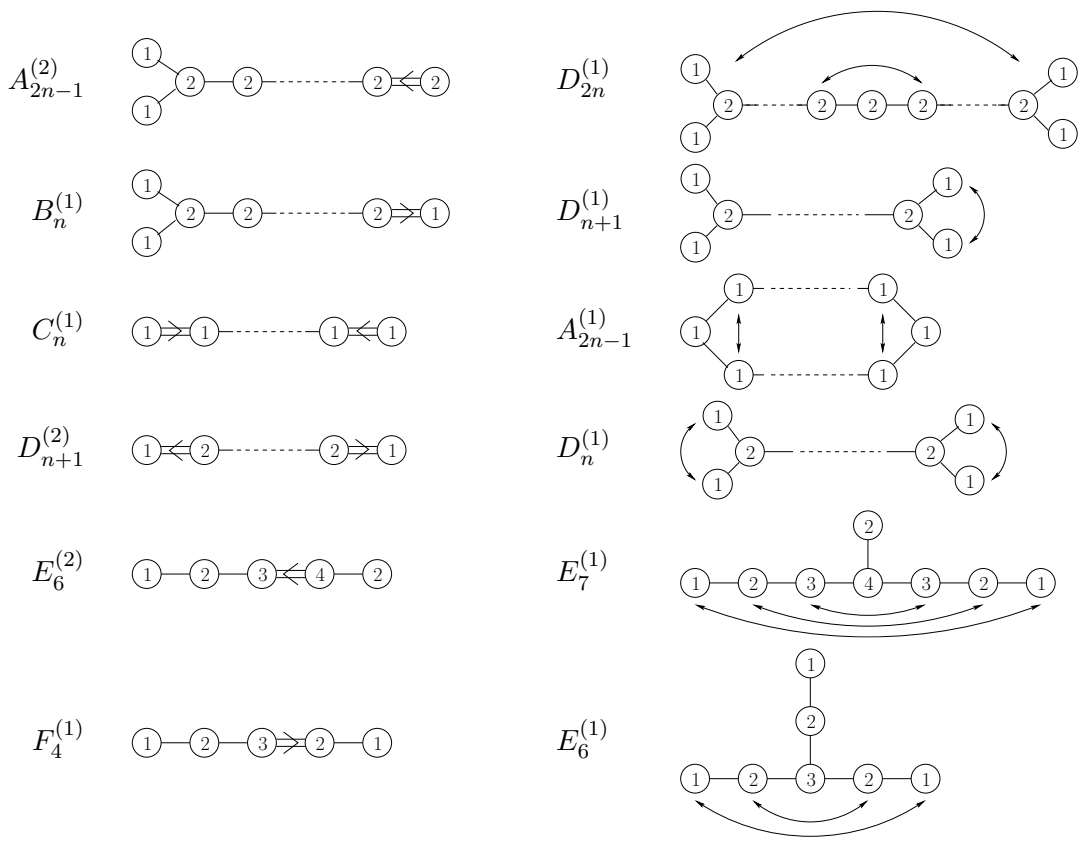 A_{2n-1}^{(2)} 1 1 2 2 2 2
D_{2n}^{(1)} 1 1 2 2 2 2 2 1 1
B_n^{(1)} 1 1 2 2 2 1
D_{n+1}^{(1)} 1 1 2 2 1 1
C_n^{(1)} 1 1 1 1
A_{2n-1}^{(1)} 1 1 1 1 1 1
D_{n+1}^{(2)} 1 2 2 1
D_n^{(1)} 1 1 2 2 1 1
E_6^{(2)} 1 2 3 4 2
E_7^{(1)} 2
1 2 3 4 3 2 1
F_4^{(1)} 1 2 3 2 1
E_6^{(1)} 1
2
1 2 3 2 1